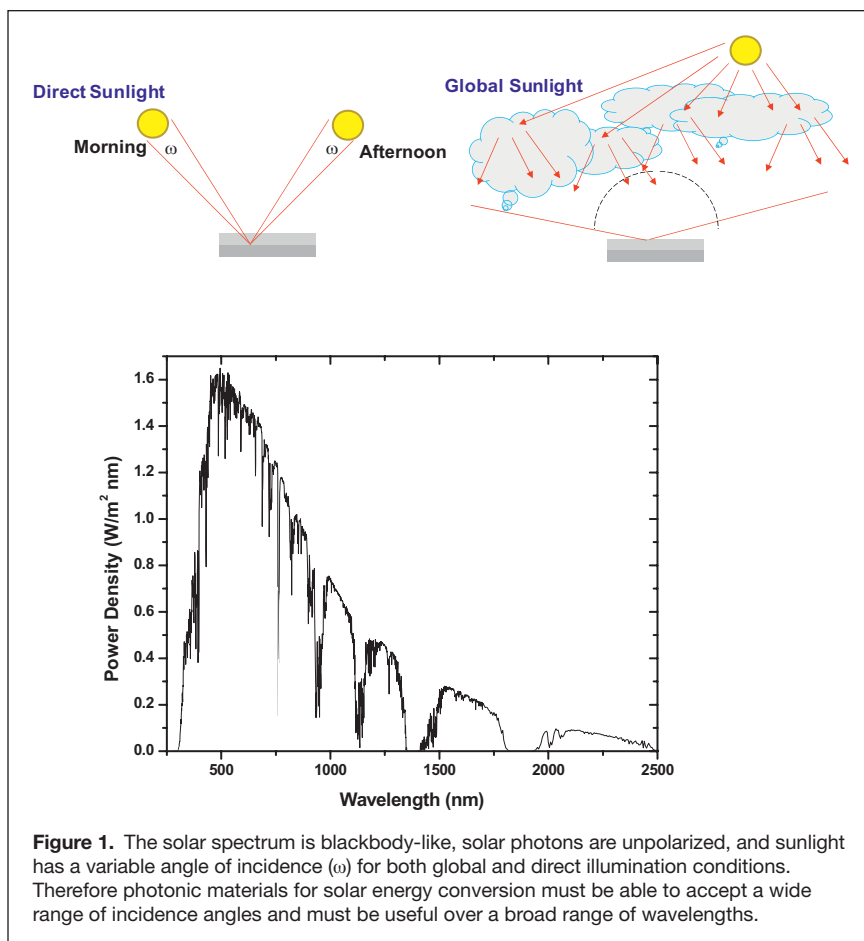 Direct Sunlight
Morning
ω
ω
Afternoon
Global Sunlight
Power Density (W/m² nm)
1.6
1.4
1.2
1.0
0.8
0.6
0.4
0.2
0.0
500
1000
1500
2000
2500
Wavelength (nm)
Figure 1. The solar spectrum is blackbody-like, solar photons are unpolarized, and sunlight
has a variable angle of incidence (ω) for both global and direct illumination conditions.
Therefore photonic materials for solar energy conversion must be able to accept a wide
range of incidence angles and must be useful over a broad range of wavelengths.